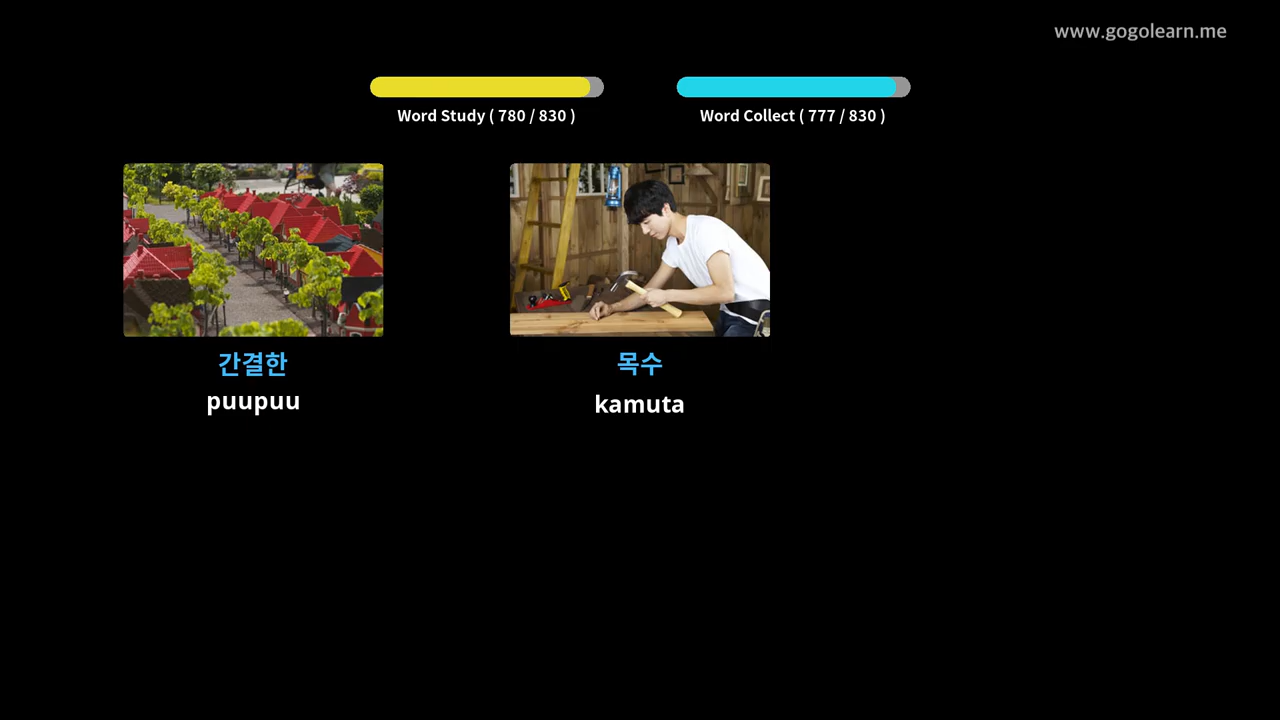 www.gogolearn.me
Word Study ( 780 / 830 )
Word Collect ( 777 / 830 )
간결한
puupuu
목수
kamuta